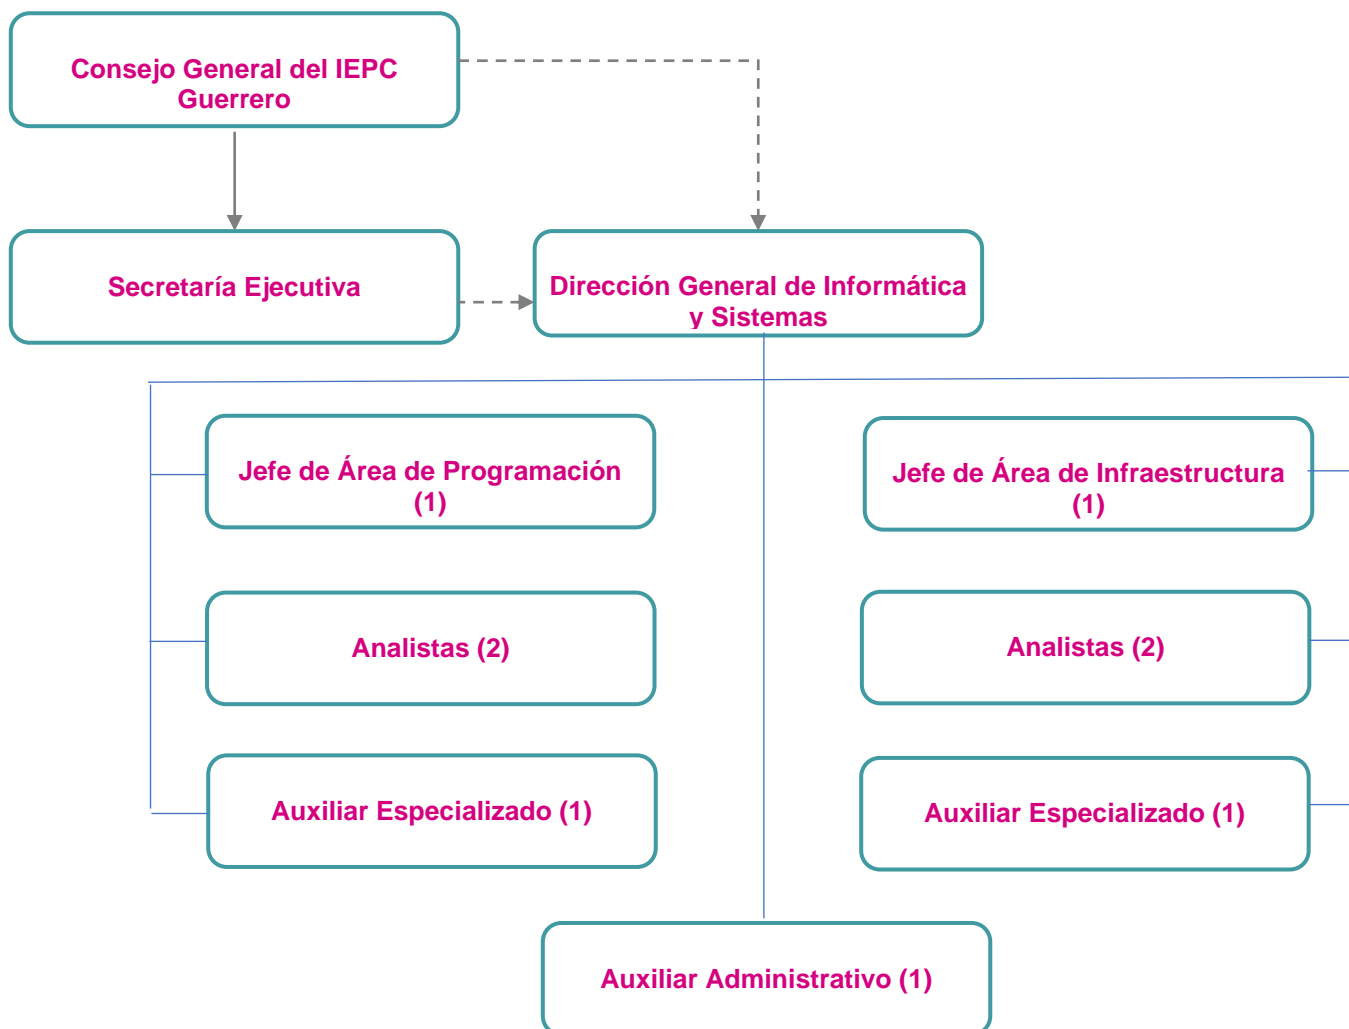 Consejo General del IEPC
Guerrero
Secretaría Ejecutiva
Dirección General de Informática
y Sistemas
Jefe de Área de Programación
(1)
Jefe de Área de Infraestructura
(1)
Analistas (2)
Analistas (2)
Auxiliar Especializado (1)
Auxiliar Especializado (1)
Auxiliar Administrativo (1)